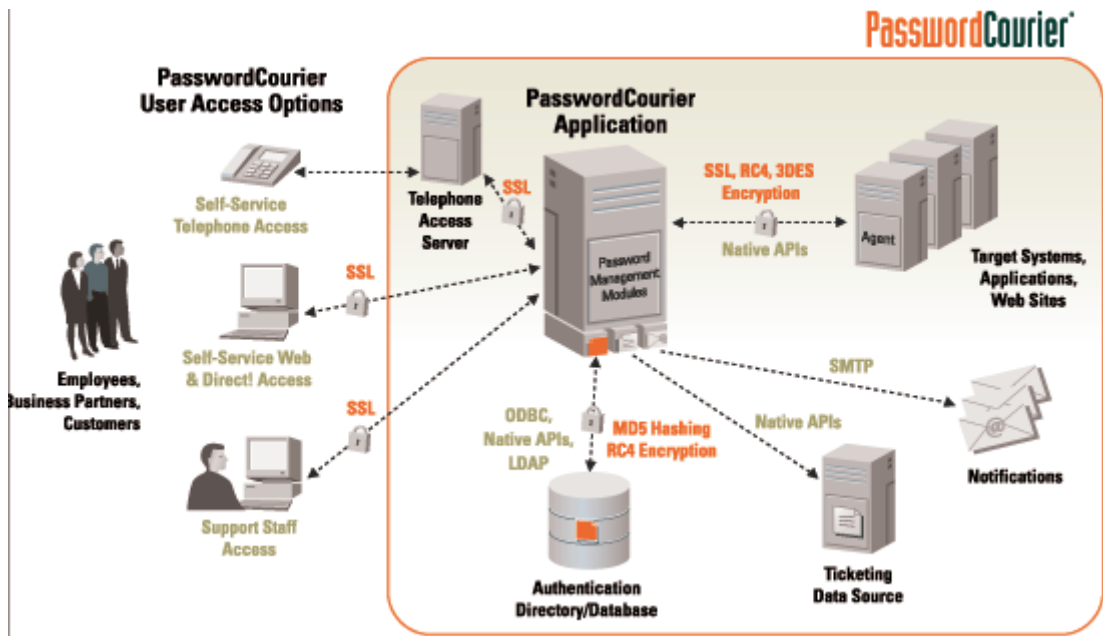 PasswordCourier
PasswordCourier
User Access Options
PasswordCourier
Application
Self-Service
Telephone Access
Telephone
Access
Server
SSL
SSL, RC4, 3DES
Encryption
Native APIs
Agent
Target Systems,
Applications,
Web Sites
Password
Management
Modules
SSL
Self-Service Web
& Direct! Access
Employees,
Business Partners,
Customers
SSL
Support Staff
Access
ODBC,
Native APIs,
LDAP
MD5 Hashing
RC4 Encryption
Authentication
Directory/Database
Native APIs
Ticketing
Data Source
SMTP
@
Notifications